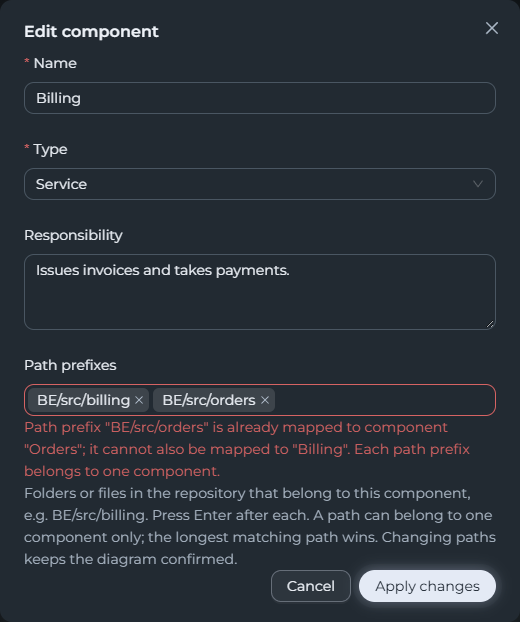 Edit component
* Name
Billing
* Type
Service
Responsibility
Issues invoices and takes payments.
Path prefixes
BE/src/billing × BE/src/orders ×
Path prefix "BE/src/orders" is already mapped to component
"Orders"; it cannot also be mapped to "Billing". Each path prefix
belongs to one component.
Folders or files in the repository that belong to this component,
e.g. BE/src/billing. Press Enter after each. A path can belong to one
component only; the longest matching path wins. Changing paths
keeps the diagram confirmed.
Cancel Apply changes